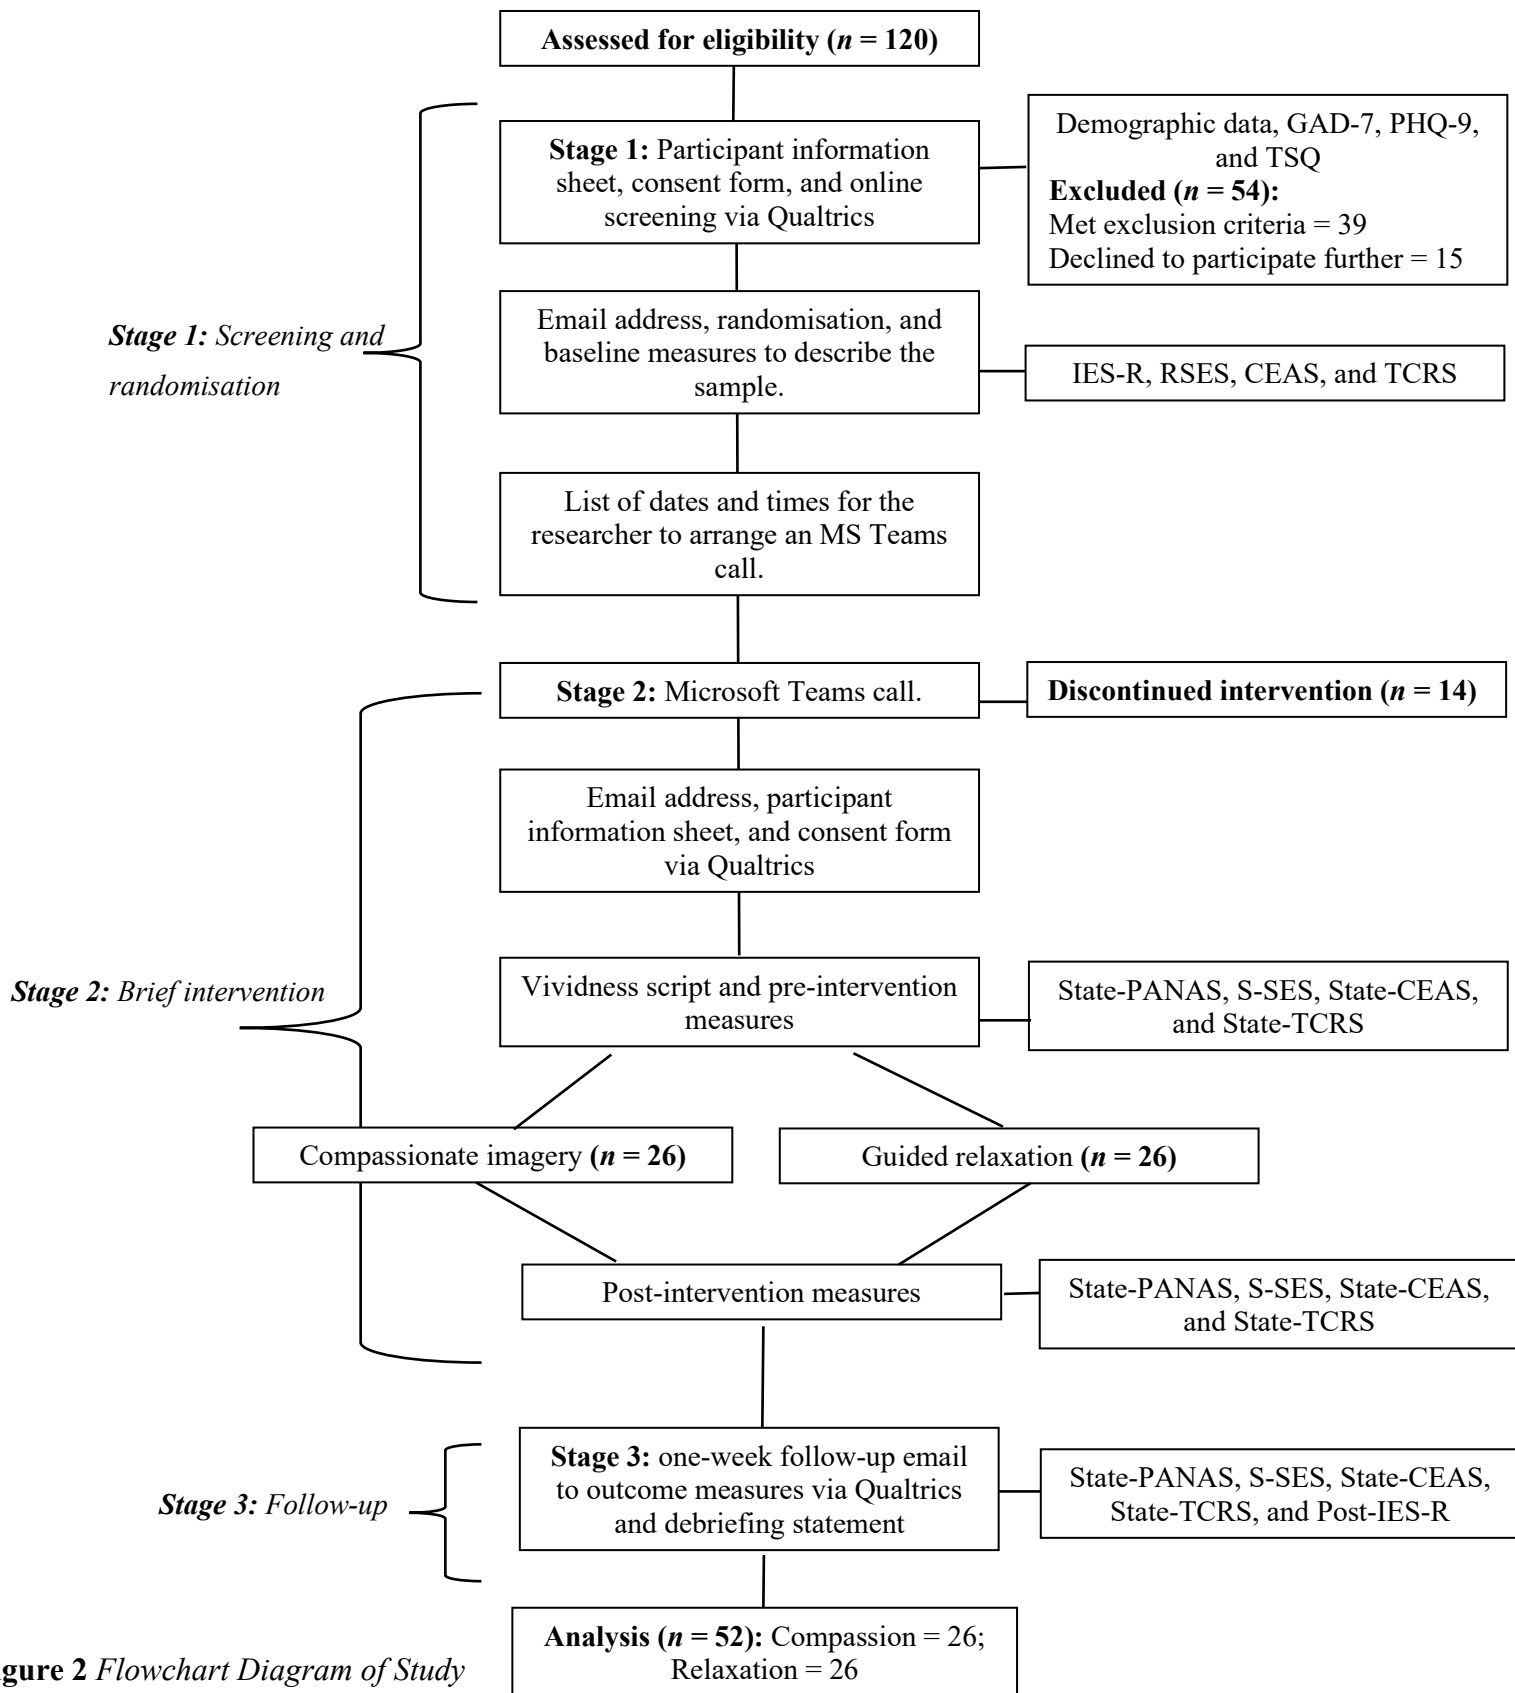 Assessed for eligibility (n = 120)
Stage 1: Participant information
sheet, consent form, and online
screening via Qualtrics
Demographic data, GAD-7, PHQ-9,
and TSQ
Excluded (n = 54):
Met exclusion criteria = 39
Declined to participate further = 15
Stage 1: Screening and
randomisation
Email address, randomisation, and
baseline measures to describe the
sample.
IES-R, RSES, CEAS, and TCRS
List of dates and times for the
researcher to arrange an MS Teams
call.
Stage 2: Microsoft Teams call.
Discontinued intervention (n = 14)
Email address, participant
information sheet, and consent form
via Qualtrics
Stage 2: Brief intervention
Vividness script and pre-intervention
measures
State-PANAS, S-SES, State-CEAS,
and State-TCRS
Compassionate imagery (n = 26)
Guided relaxation (n = 26)
Post-intervention measures
State-PANAS, S-SES, State-CEAS,
and State-TCRS
Stage 3: Follow-up
Stage 3: one-week follow-up email
to outcome measures via Qualtrics
and debriefing statement
State-PANAS, S-SES, State-CEAS,
State-TCRS, and Post-IES-R
Analysis (n = 52): Compassion = 26;
Relaxation = 26
gure 2 Flowchart Diagram of Study